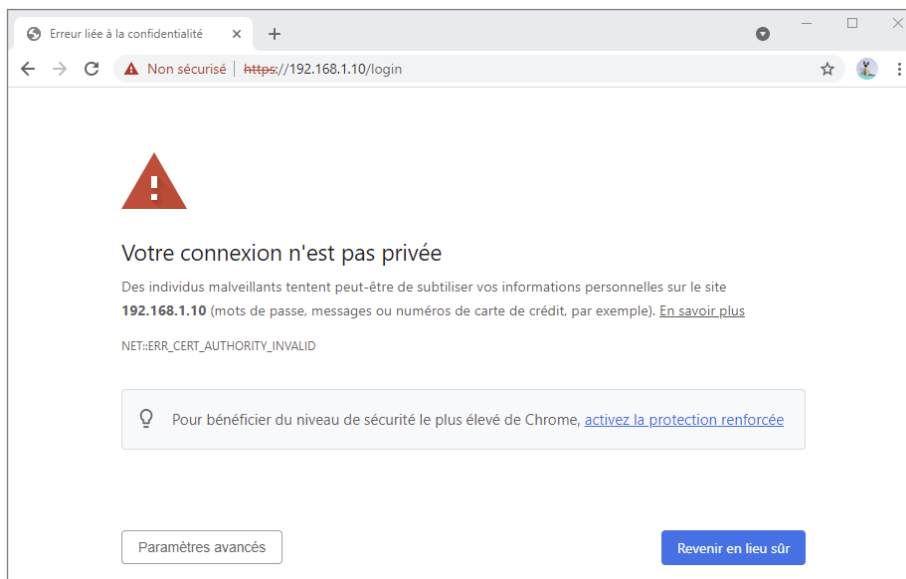 Erreur liée à la confidentialité
Non sécurisé | https://192.168.1.10/login
Votre connexion n'est pas privée
Des individus malveillants tentent peut-être de subtiliser vos informations personnelles sur le site
192.168.1.10 (mots de passe, messages ou numéros de carte de crédit, par exemple). En savoir plus
NET::ERR_CERT_AUTHORITY_INVALID
Pour bénéficier du niveau de sécurité le plus élevé de Chrome, activez la protection renforcée
Paramètres avancés
Revenir en lieu sûr